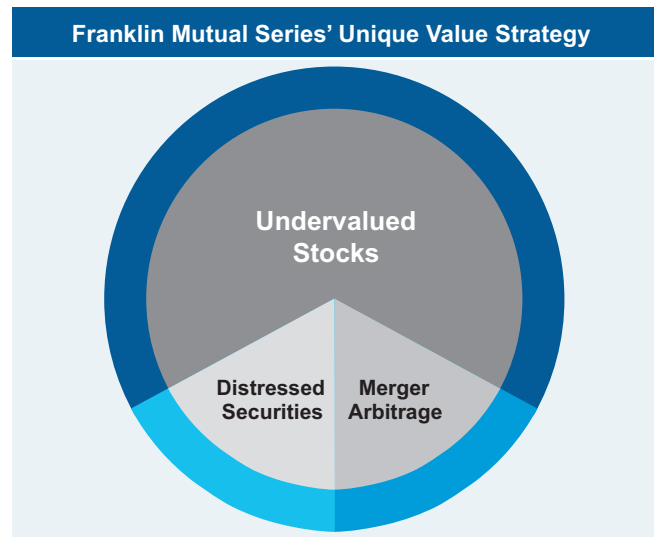 Franklin Mutual Series’ Unique Value Strategy
Undervalued
Stocks
Distressed
Securities
Merger
Arbitrage